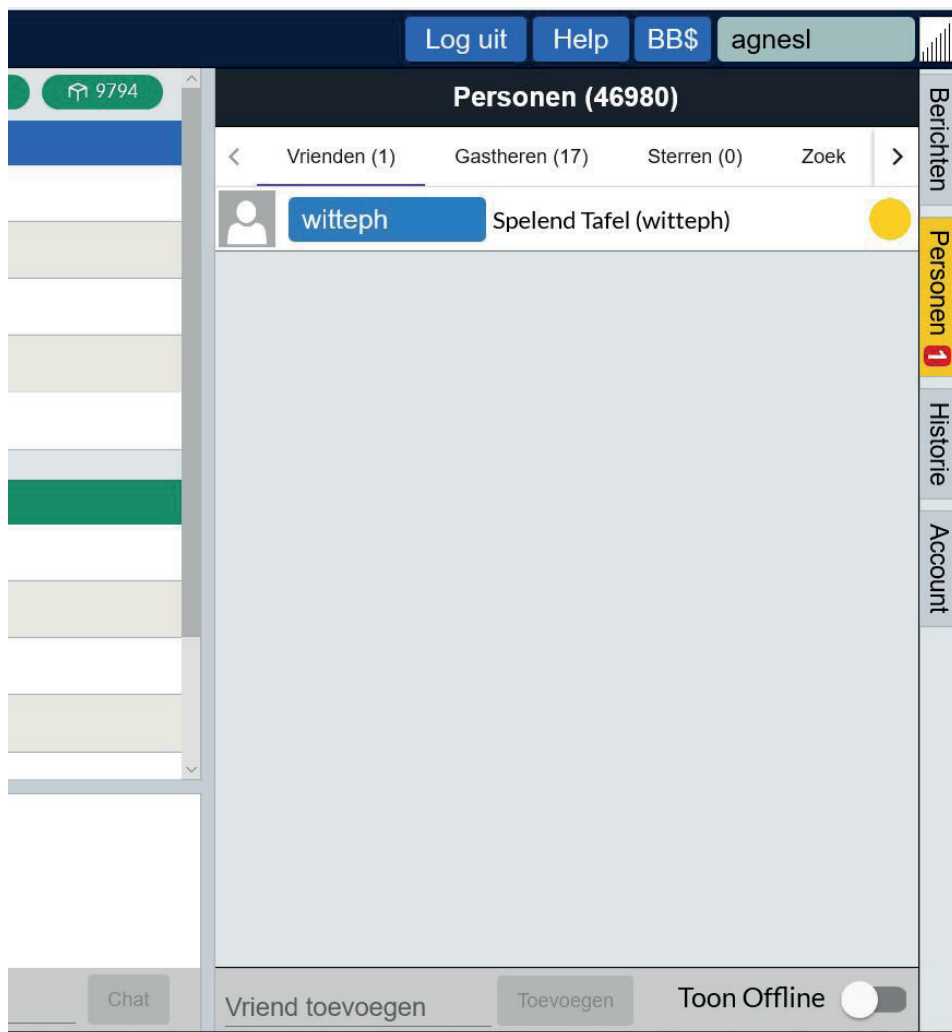 Log uit Help BB$ agnesl
9794
Personen (46980)
Vrienden (1) Gastheren (17) Sterren (0) Zoek
witteph Spelend Tafel (witteph)
Berichten
Personen 1
Historie
Account
Chat
Vriend toevoegen Toevoegen Toon Offline